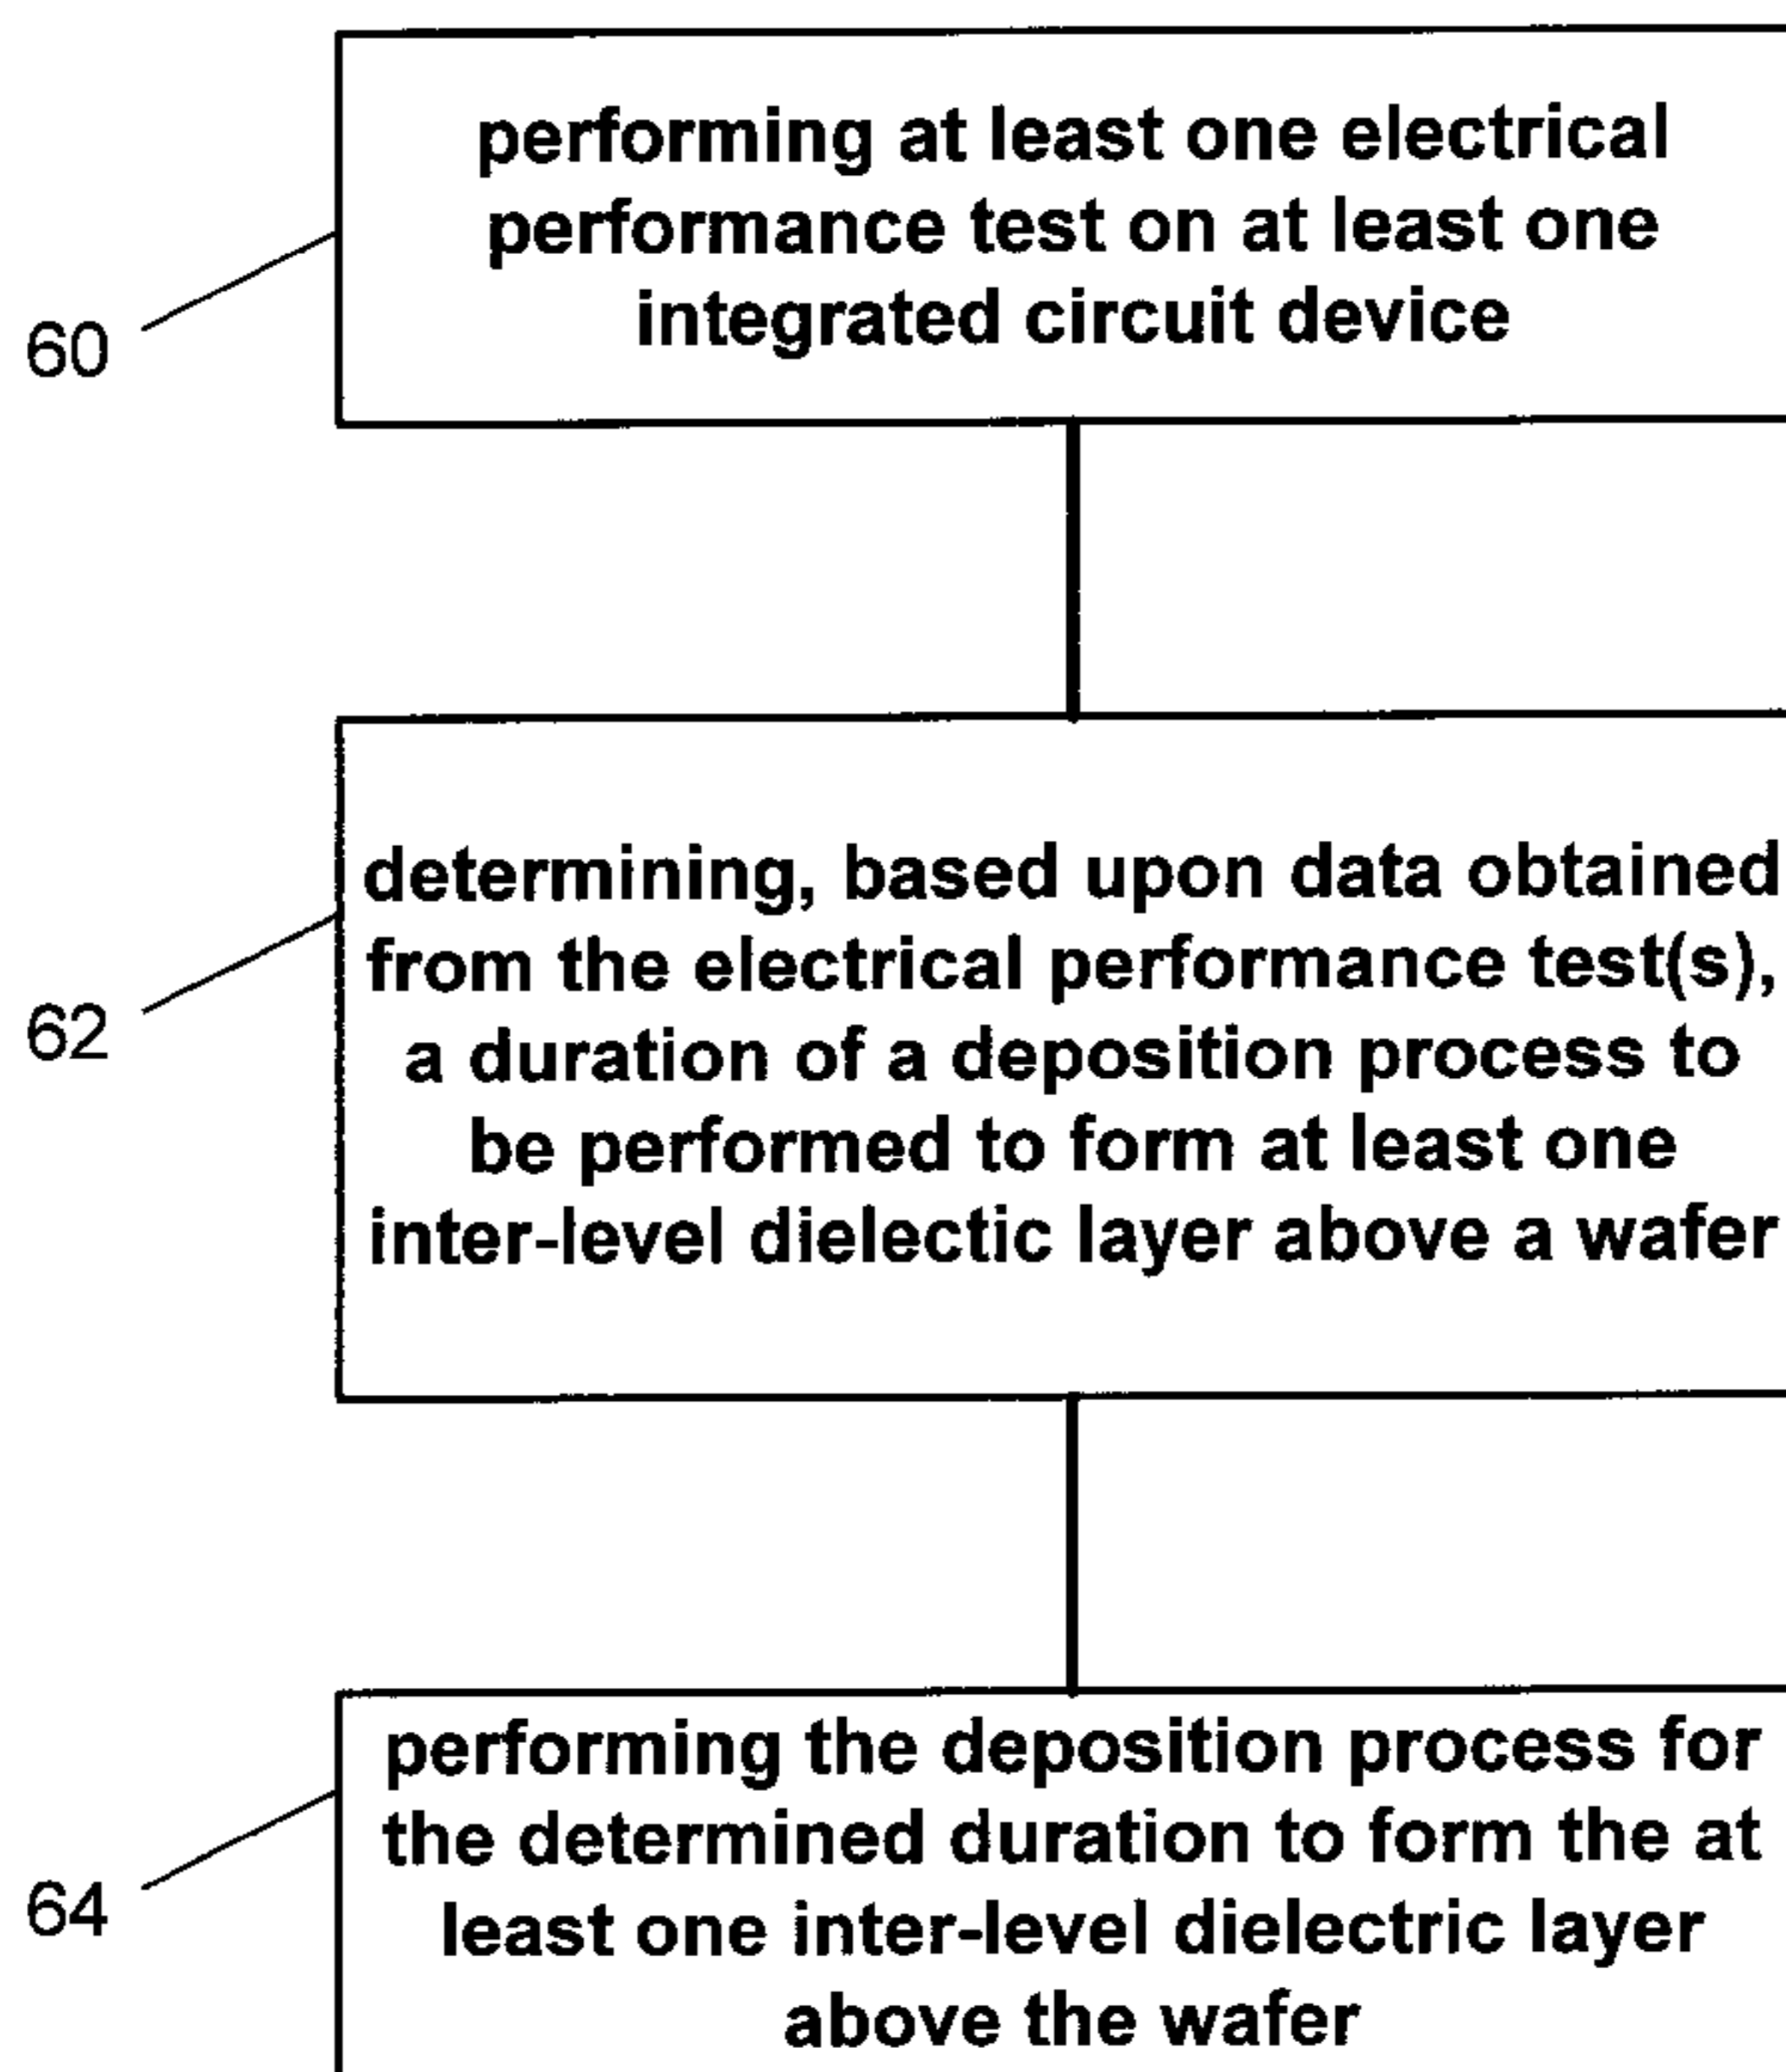 performing at least one electrical
performance test on at least one
integrated circuit device
60
determining, based upon data obtained
from the electrical performance test(s),
a duration of a deposition process to
be performed to form at least one
inter-level dielectic layer above a wafer
62
performing the deposition process for
the determined duration to form the at
least one inter-level dielectric layer
above the wafer
64